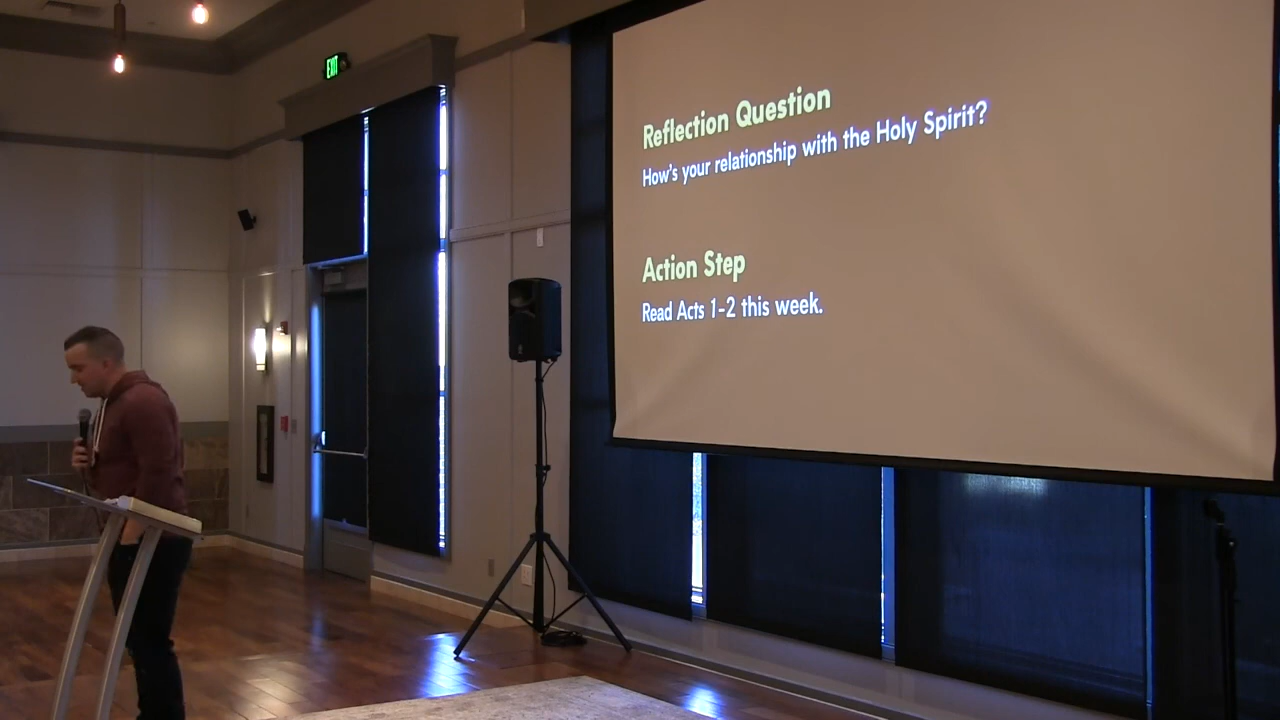 EXIT
Reflection Question
How's your relationship with the Holy Spirit?
Action Step
Read Acts 1-2 this week.